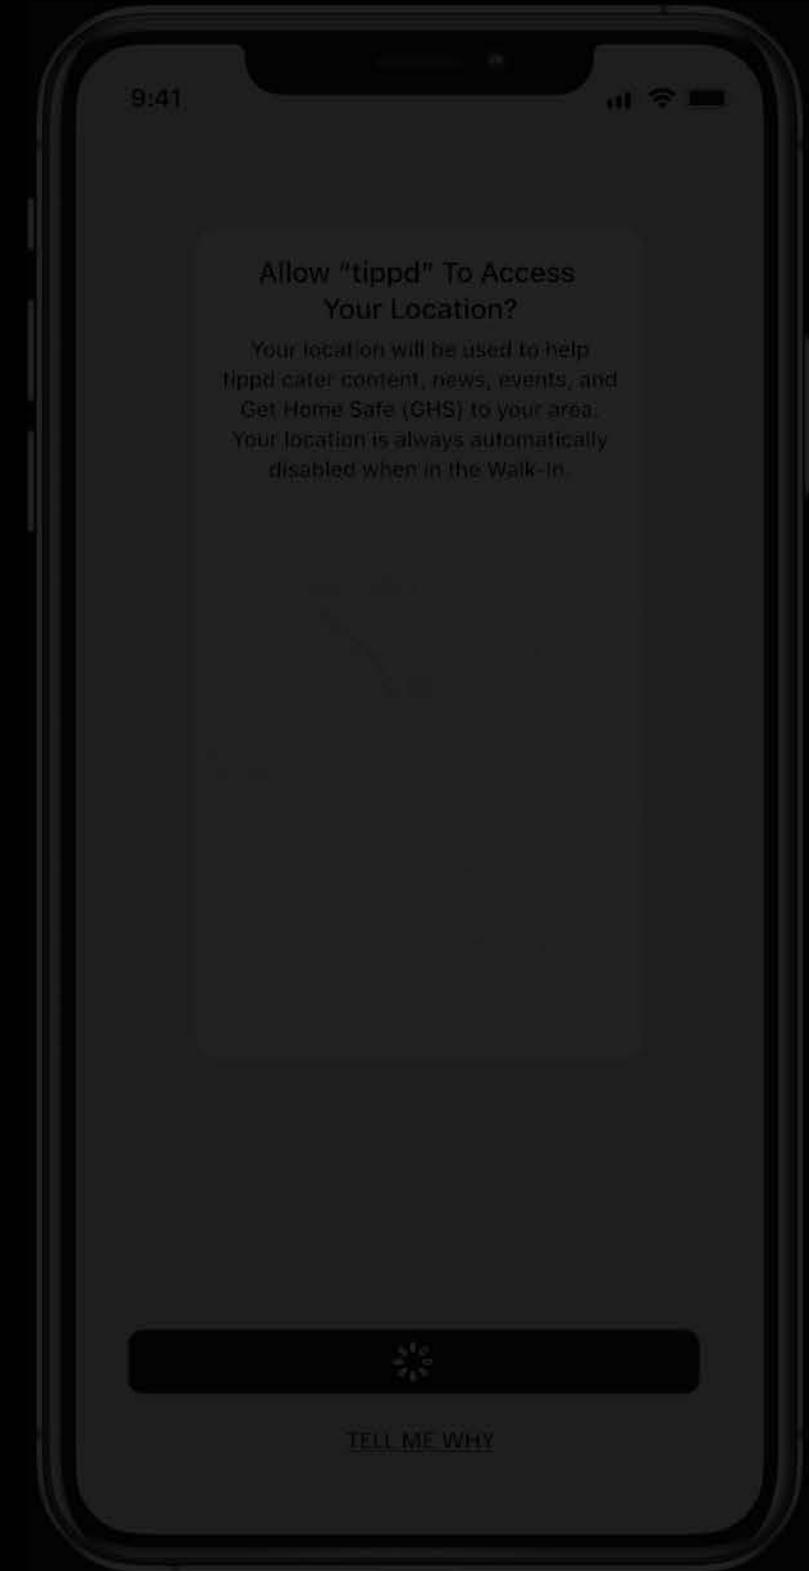 9:41
Allow “tippd” To Access
Your Location?
Your location will be used to help
tippd cater content, news, events, and
Get Home Safe (GHS) to your area.
Your location is always automatically
disabled when in the Walk-In.
TELL ME WHY